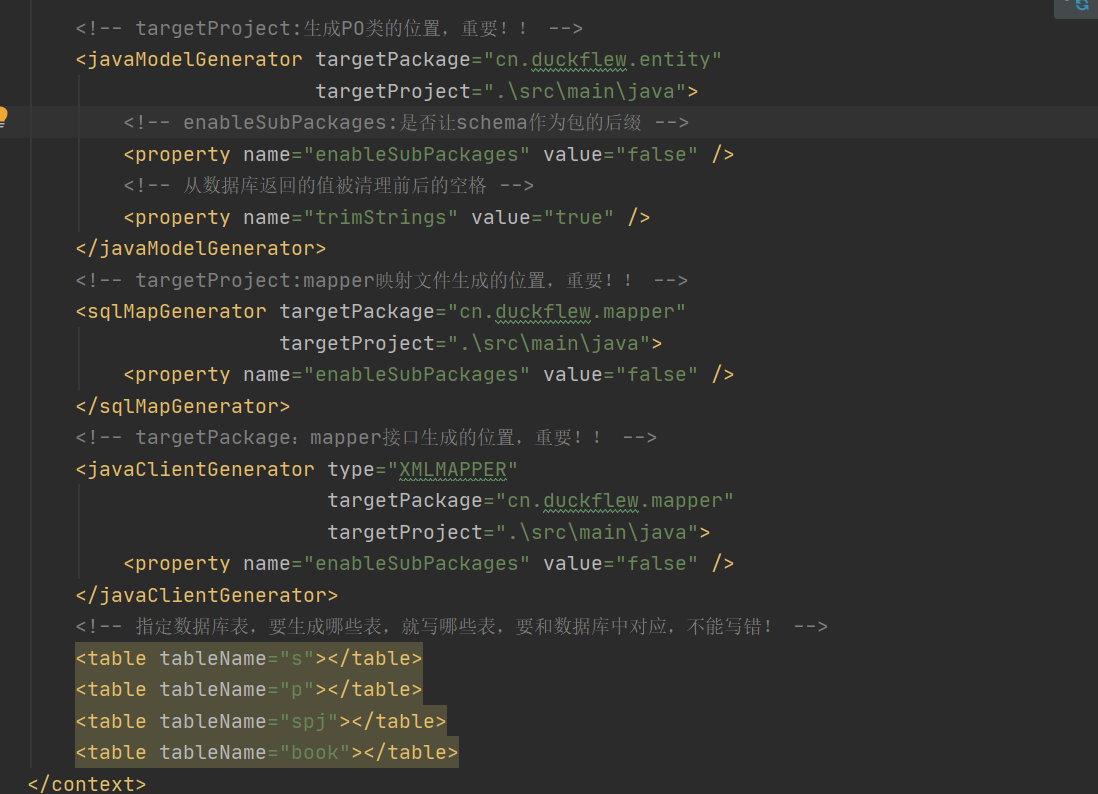 <!-- targetProject:生成PO类的位置，重要！！ -->
<javaModelGenerator targetPackage="cn.duckflew.entity"
targetProject=".\src\main\java">
<!-- enableSubPackages:是否让schema作为包的后缀 -->
<property name="enableSubPackages" value="false" />
<!-- 从数据库返回的值被清理前后的空格 -->
<property name="trimStrings" value="true" />
</javaModelGenerator>
<!-- targetProject:mapper映射文件生成的位置，重要！！ -->
<sqlMapGenerator targetPackage="cn.duckflew.mapper"
targetProject=".\src\main\java">
<property name="enableSubPackages" value="false" />
</sqlMapGenerator>
<!-- targetPackage：mapper接口生成的位置，重要！！ -->
<javaClientGenerator type="XMLMAPPER"
targetPackage="cn.duckflew.mapper"
targetProject=".\src\main\java">
<property name="enableSubPackages" value="false" />
</javaClientGenerator>
<!-- 指定数据库表，要生成哪些表，就写哪些表，要和数据库中对应，不能写错！ -->
<table tableName="s"></table>
<table tableName="p"></table>
<table tableName="spj"></table>
<table tableName="book"></table>
</context>